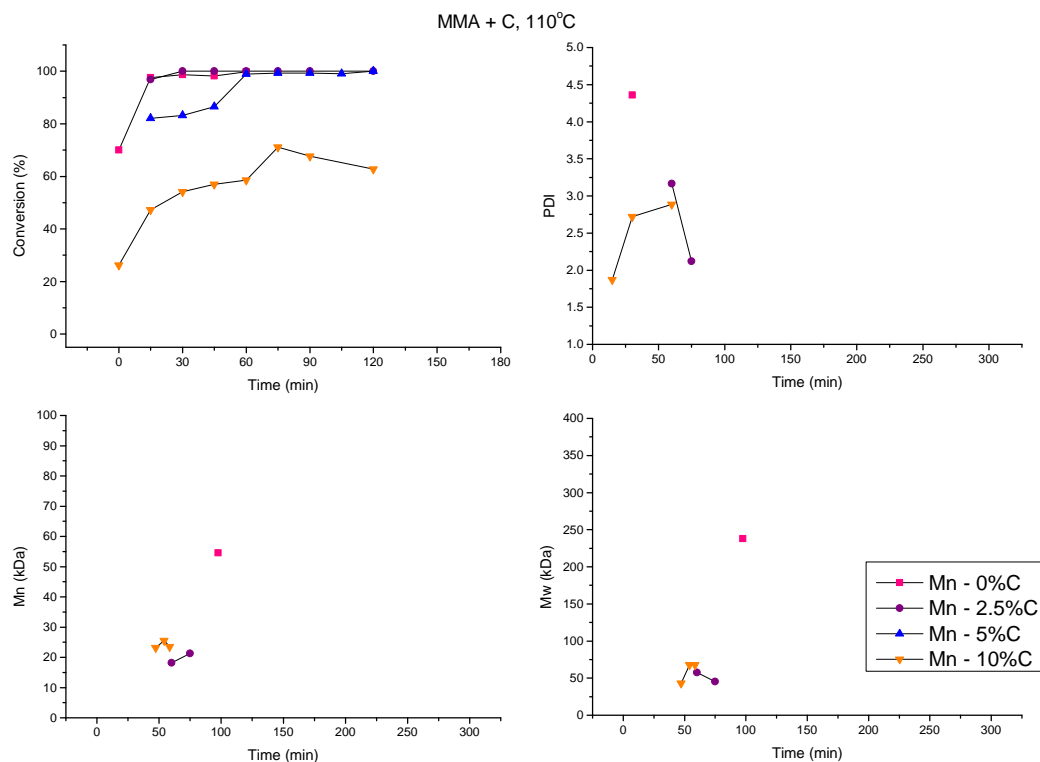 MMA + C, 110°C
100
80
60
40
20
0
Conversion (%)
0 30 60 90 120 150 180
Time (min)
5.0
4.5
4.0
3.5
3.0
2.5
2.0
1.5
1.0
PDI
0 50 100 150 200 250 300
Time (min)
100
90
80
70
60
50
40
30
20
10
0
Mn (kDa)
0 50 100 150 200 250 300
Time (min)
400
350
300
250
200
150
100
50
0
Mw (kDa)
0 50 100 150 200 250 300
Time (min)
Mn - 0%C
Mn - 2.5%C
Mn - 5%C
Mn - 10%C